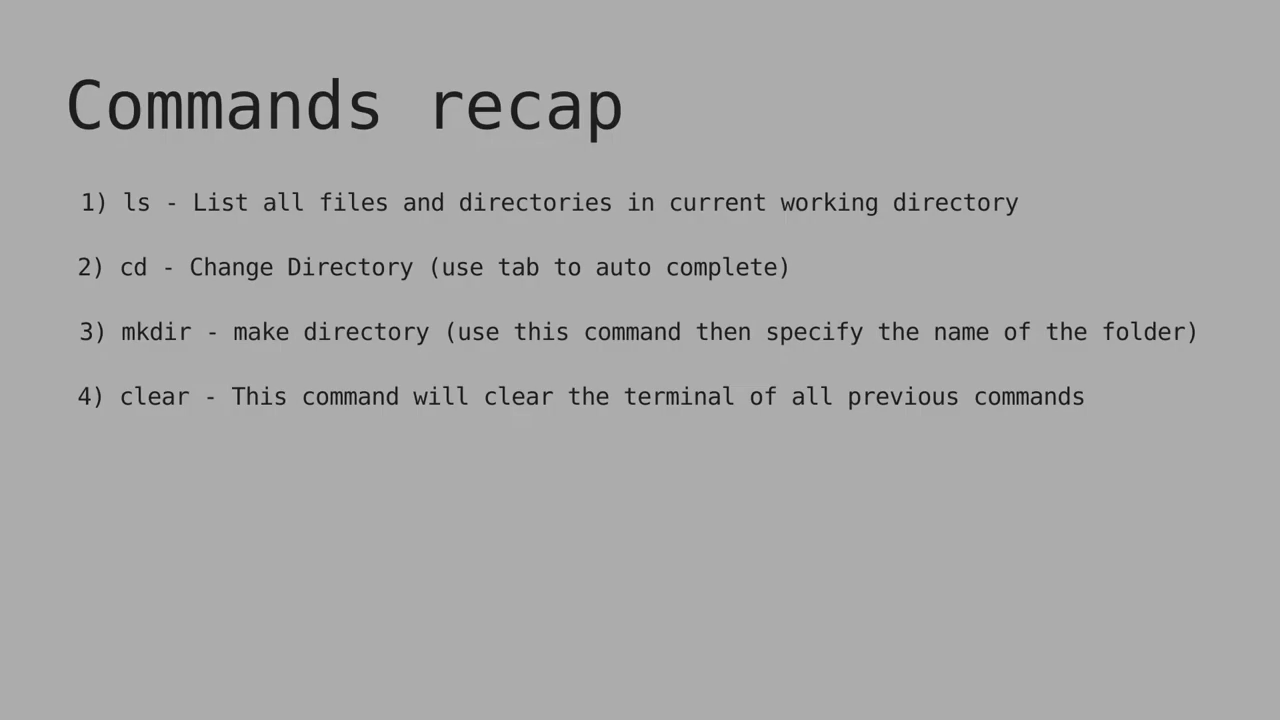 Commands recap
1) ls - List all files and directories in current working directory
2) cd - Change Directory (use tab to auto complete)
3) mkdir - make directory (use this command then specify the name of the folder)
4) clear - This command will clear the terminal of all previous commands